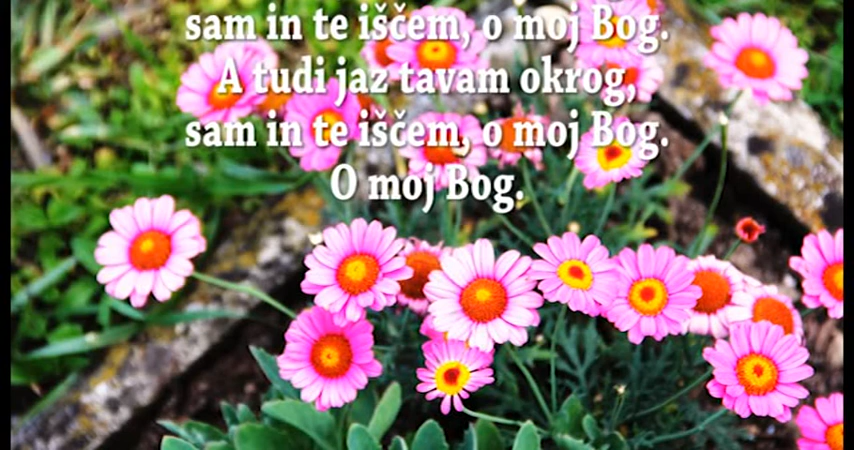 sam in te iščem, o moj Bog.
A tudi jaz tavam okrog,
sam in te iščem, o moj Bog.
O moj Bog.